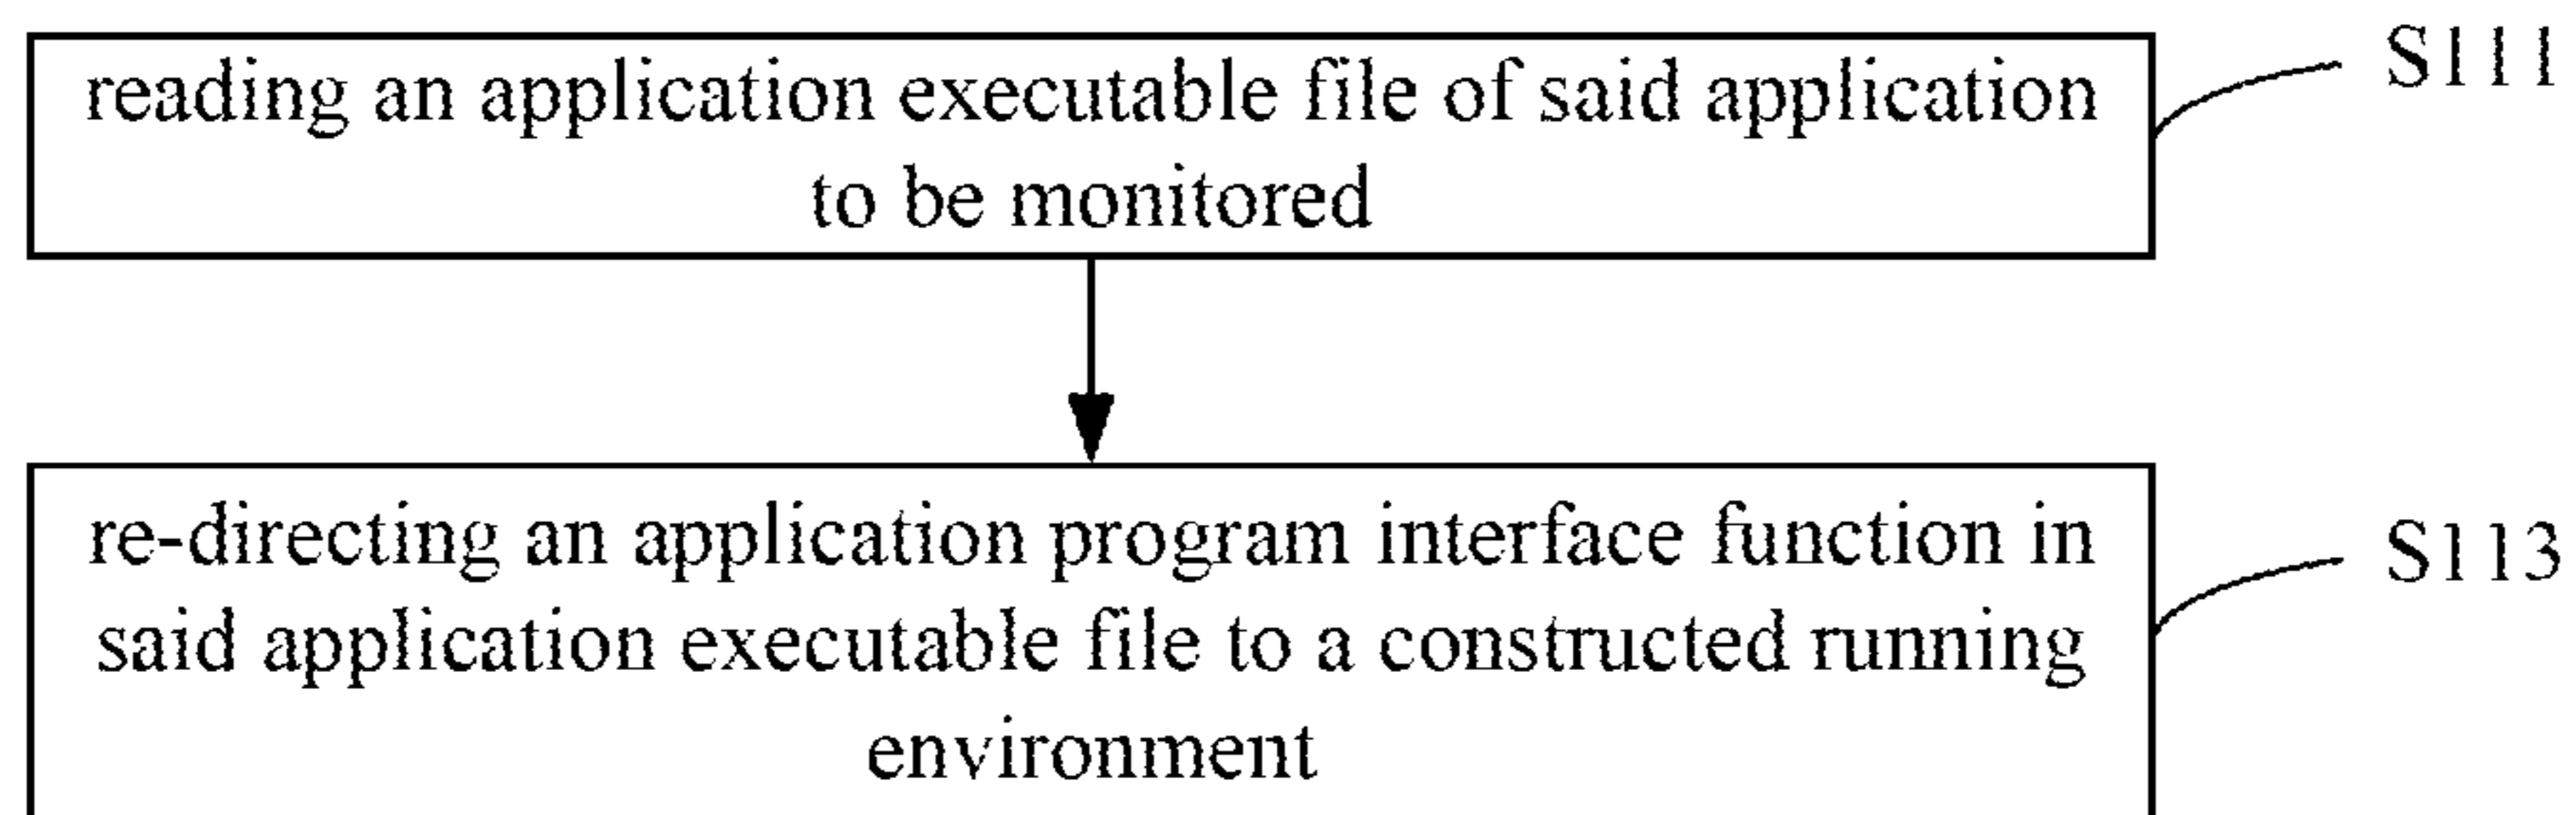 reading an application executable file of said application
to be monitored
S111
re-directing an application program interface function in
said application executable file to a constructed running
environment
S113